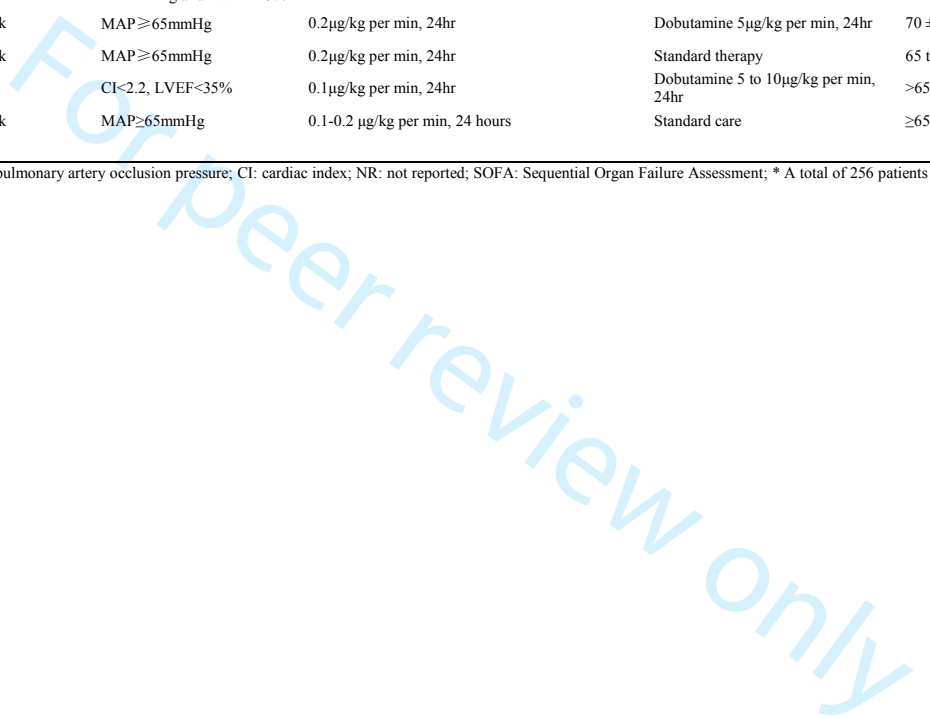 k MAP≥65mmHg 0.2μg/kg per min, 24hr Dobutamine 5μg/kg per min, 24hr 70 ±
k MAP≥65mmHg 0.2μg/kg per min, 24hr Standard therapy 65 t
CI<2.2, LVEF<35% 0.1μg/kg per min, 24hr Dobutamine 5 to 10μg/kg per min, >65
24hr
k MAP≥65mmHg 0.1-0.2 μg/kg per min, 24 hours Standard care ≥65
pulmonary artery occlusion pressure; CI: cardiac index; NR: not reported; SOFA: Sequential Organ Failure Assessment; * A total of 256 patients
For peer review only